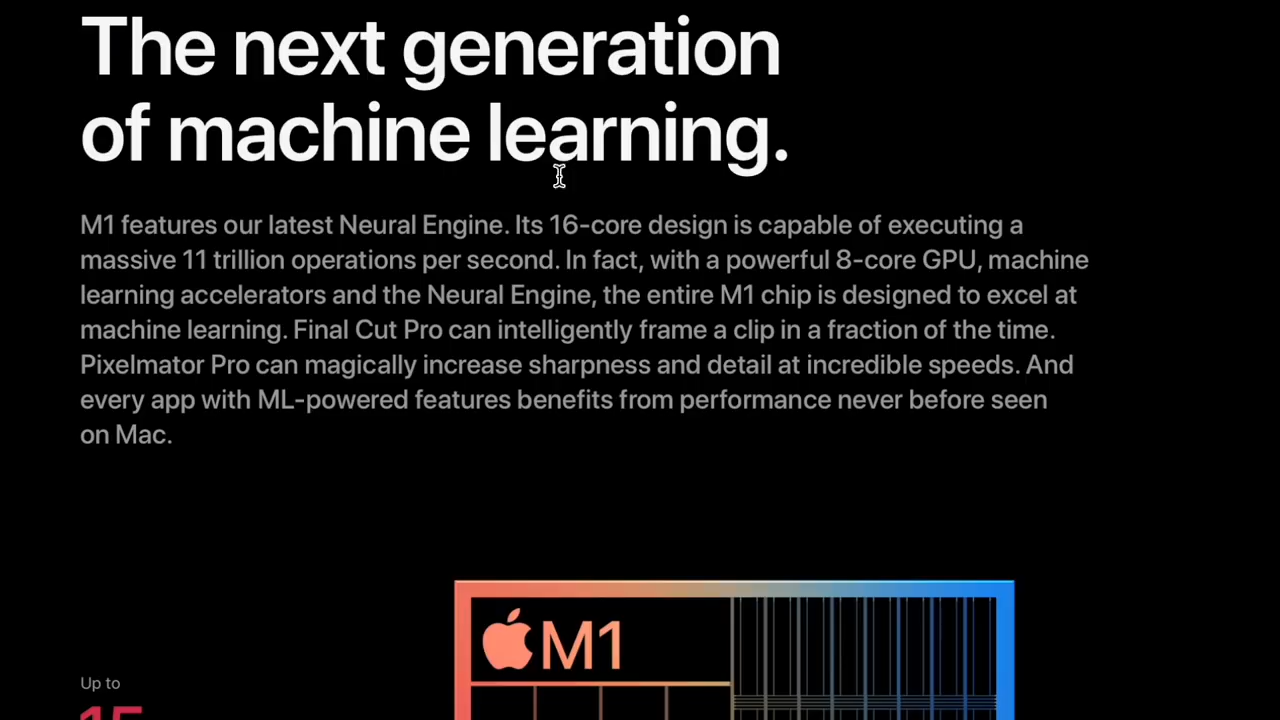 The next generation
of machine learning.
M1 features our latest Neural Engine. Its 16-core design is capable of executing a
massive 11 trillion operations per second. In fact, with a powerful 8-core GPU, machine
learning accelerators and the Neural Engine, the entire M1 chip is designed to excel at
machine learning. Final Cut Pro can intelligently frame a clip in a fraction of the time.
Pixelmator Pro can magically increase sharpness and detail at incredible speeds. And
every app with ML-powered features benefits from performance never before seen
on Mac.
M1
Up to